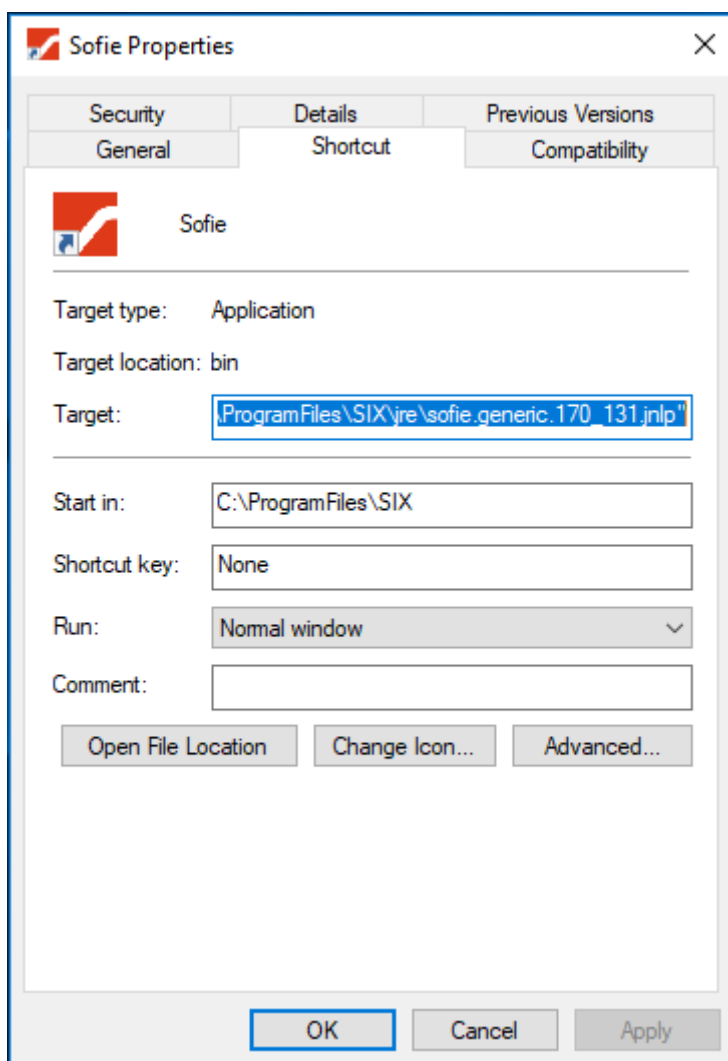 Sofie Properties
Security Details Previous Versions
General Shortcut Compatibility
Sofie
Target type: Application
Target location: bin
Target: \ProgramFiles\SIX\jre\sofie.generic.170_131.jnlp"
Start in: C:\ProgramFiles\SIX
Shortcut key: None
Run: Normal window
Comment:
Open File Location Change Icon... Advanced...
OK Cancel Apply